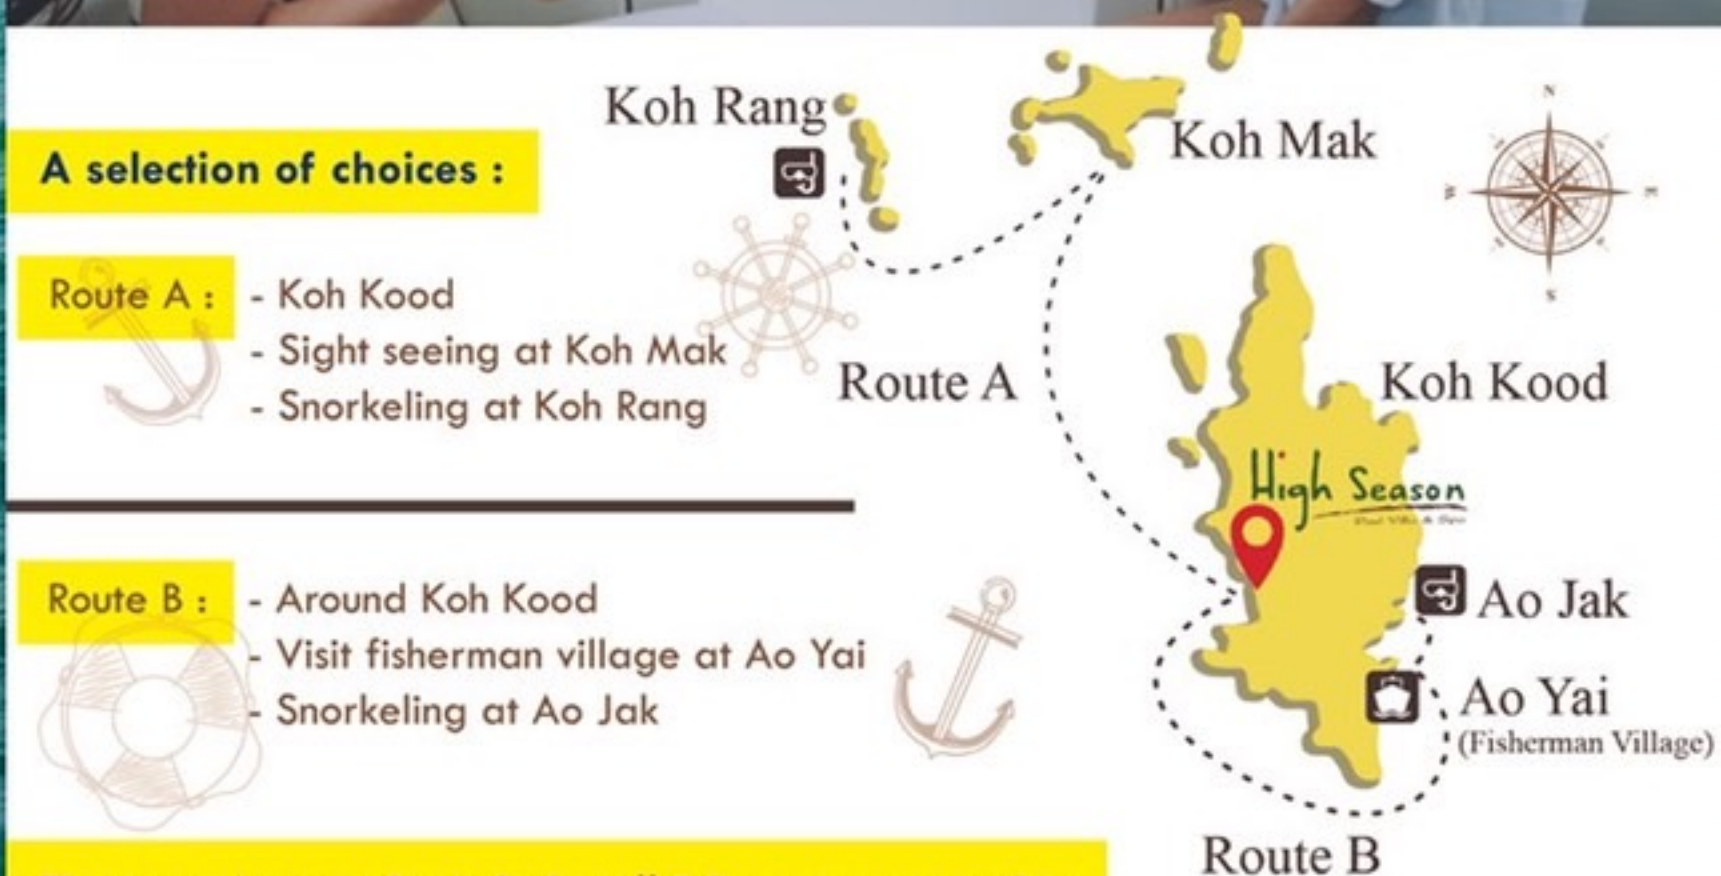 Koh Rang
Koh Mak
N
W
E
S
A selection of choices :
Route A :
- Koh Kood
- Sight seeing at Koh Mak
- Snorkeling at Koh Rang
Route A
Koh Kood
High Season
Route B :
- Around Koh Kood
- Visit fisherman village at Ao Yai
- Snorkeling at Ao Jak
Ao Jak
Ao Yai
(Fisherman Village)
Route B